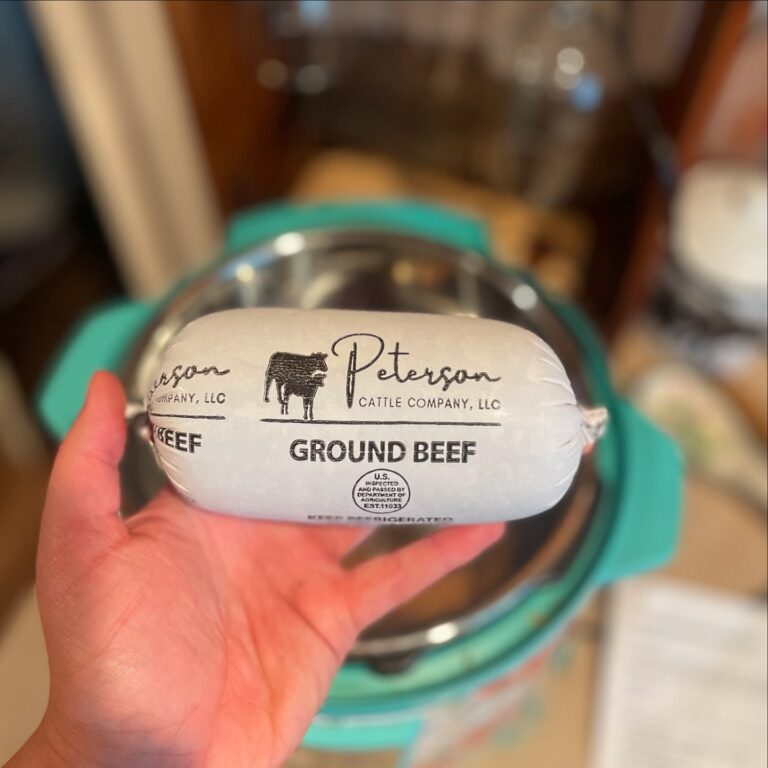 erson
Peterson
COMPANY, LLC
CATTLE COMPANY, LLC
BEEF
GROUND BEEF
U.S.
INSPECTED
AND PASSED BY
DEPARTMENT OF
AGRICULTURE
EST.11033
KEEP REFRIGERATED